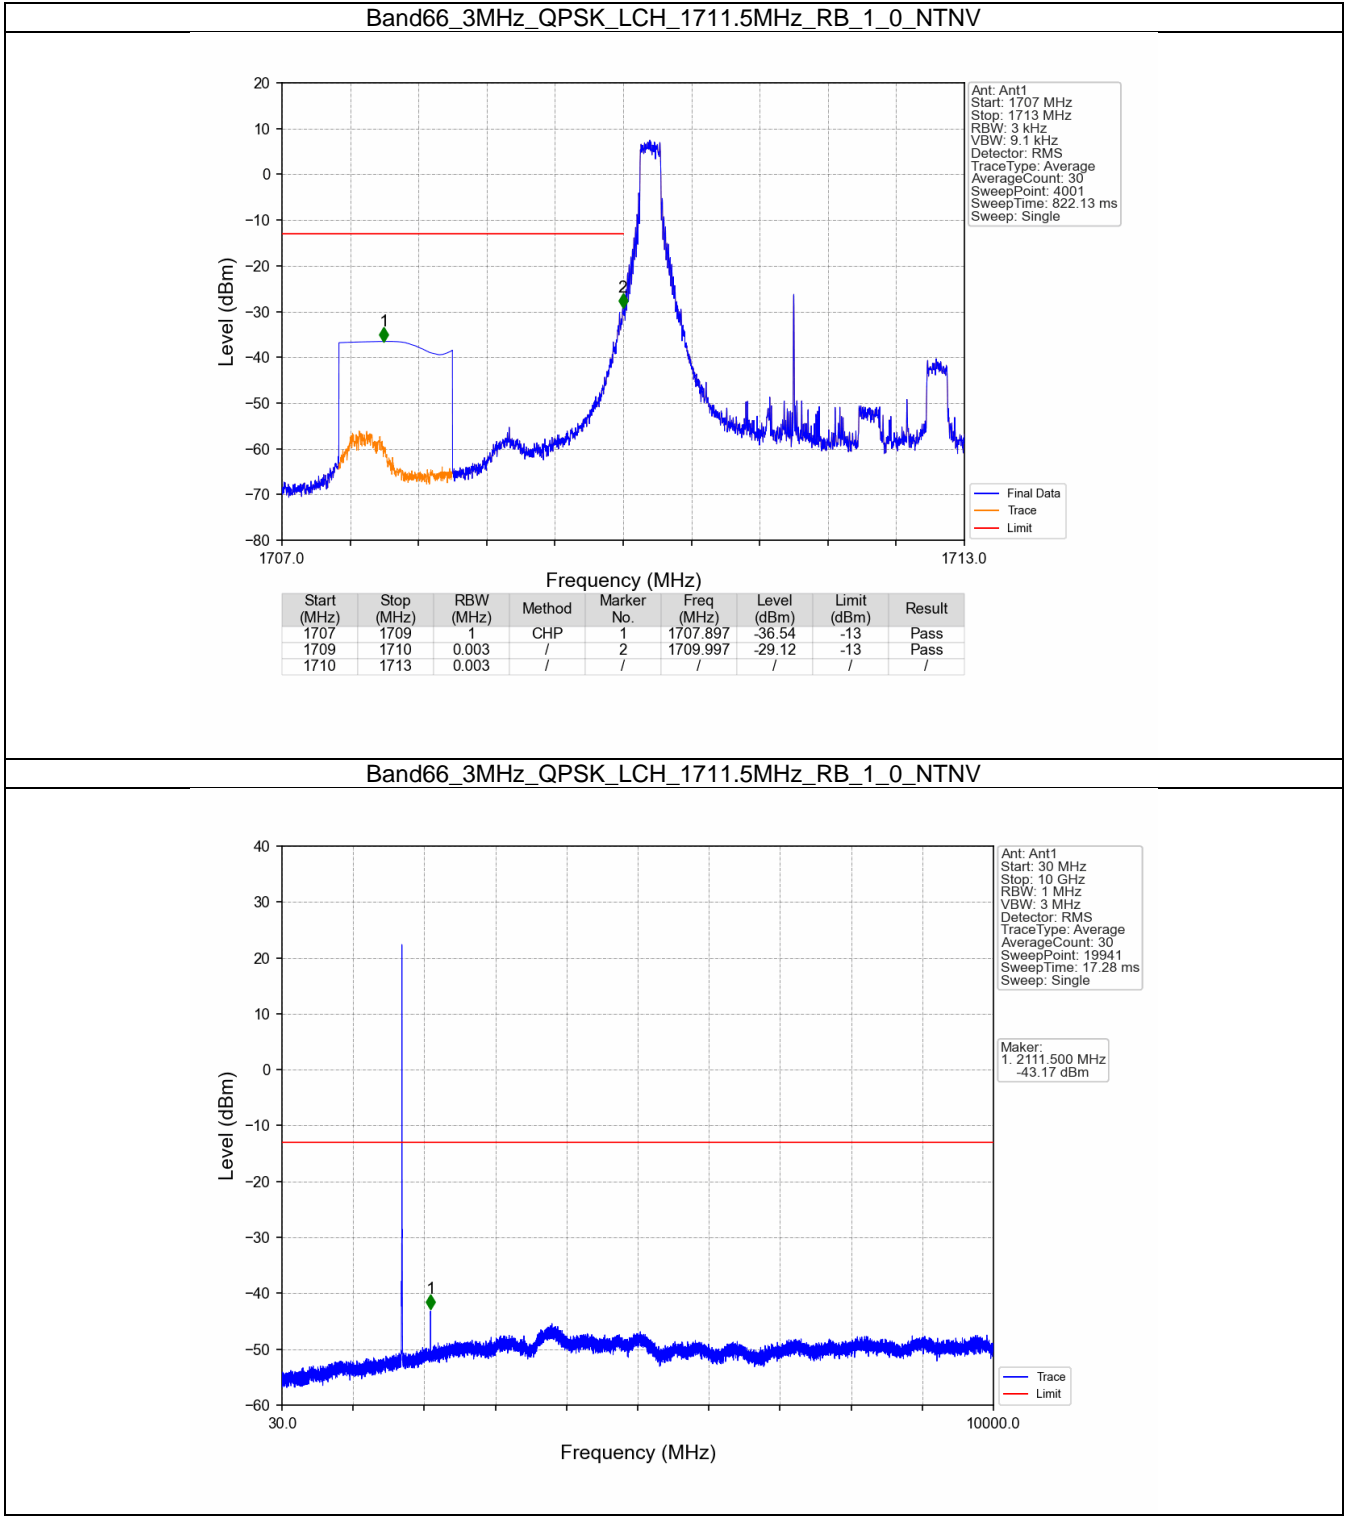 Band66_3MHz_QPSK_LCH_1711.5MHz_RB_1_0_NTNV
20
10
0
−10
−20
−30
−40
−50
−60
−70
−80
Level (dBm)
1
2
1707.0
1713.0
Frequency (MHz)
Ant: Ant1
Start: 1707 MHz
Stop: 1713 MHz
RBW: 3 kHz
VBW: 9.1 kHz
Detector: RMS
TraceType: Average
AverageCount: 30
SweepPoint: 4001
SweepTime: 822.13 ms
Sweep: Single
Final Data
Trace
Limit
Start (MHz) Stop (MHz) RBW (MHz) Method Marker No. Freq (MHz) Level (dBm) Limit (dBm) Result
1707 1709 1 CHP 1 1707.897 -36.54 -13 Pass
1709 1710 0.003 / 2 1709.997 -29.12 -13 Pass
1710 1713 0.003 / / / / / /
Band66_3MHz_QPSK_LCH_1711.5MHz_RB_1_0_NTNV
40
30
20
10
0
−10
−20
−30
−40
−50
−60
Level (dBm)
1
30.0
10000.0
Frequency (MHz)
Ant: Ant1
Start: 30 MHz
Stop: 10 GHz
RBW: 1 MHz
VBW: 3 MHz
Detector: RMS
TraceType: Average
AverageCount: 30
SweepPoint: 19941
SweepTime: 17.28 ms
Sweep: Single
Maker:
1. 2111.500 MHz
-43.17 dBm
Trace
Limit